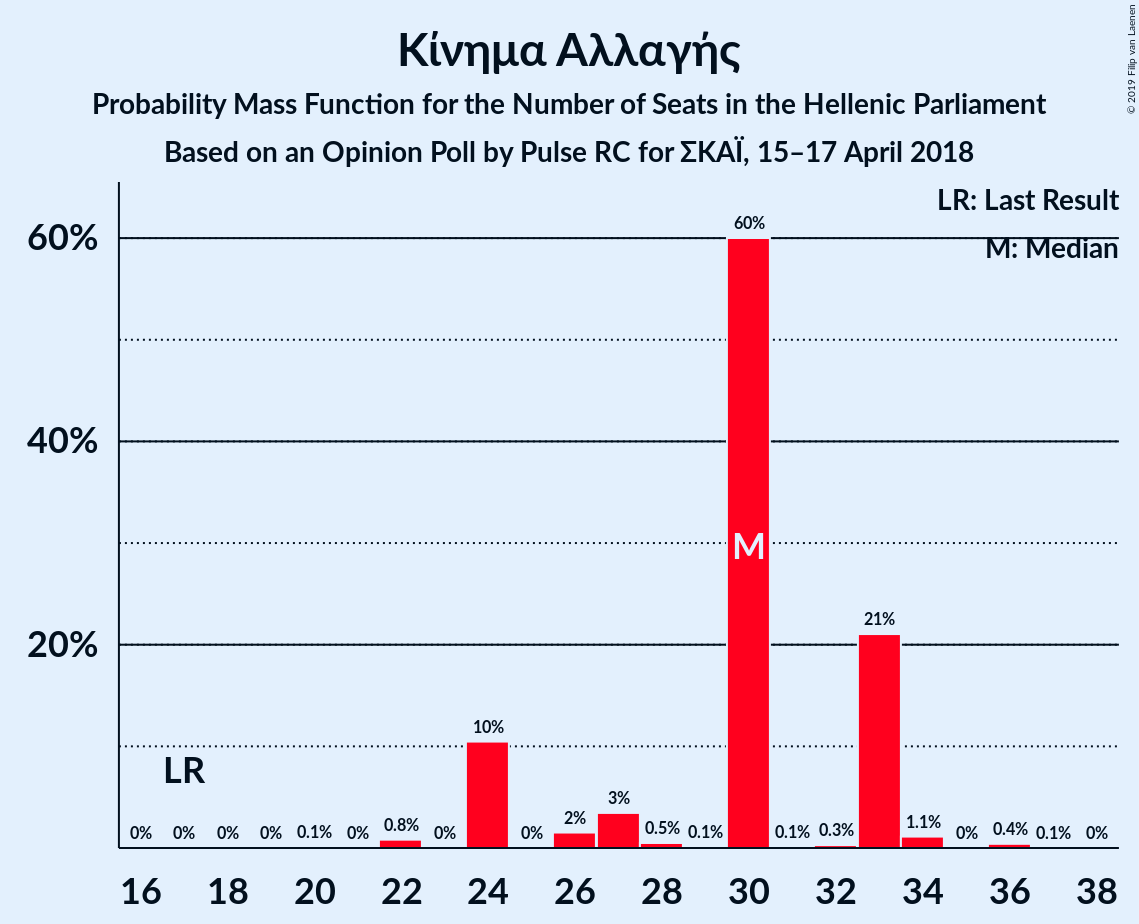 Κίνημα Αλλαγής
Probability Mass Function for the Number of Seats in the Hellenic Parliament
Based on an Opinion Poll by Pulse RC for ΣΚΑΪ, 15–17 April 2018
© 2019 Filip van Laenen
LR: Last Result
M: Median
60%
40%
20%
LR
M
0% 0% 0% 0% 0.1% 0% 0.8% 0% 10% 0% 2% 3% 0.5% 0.1% 60% 0.1% 0.3% 21% 1.1% 0% 0.4% 0.1% 0%
16 18 20 22 24 26 28 30 32 34 36 38